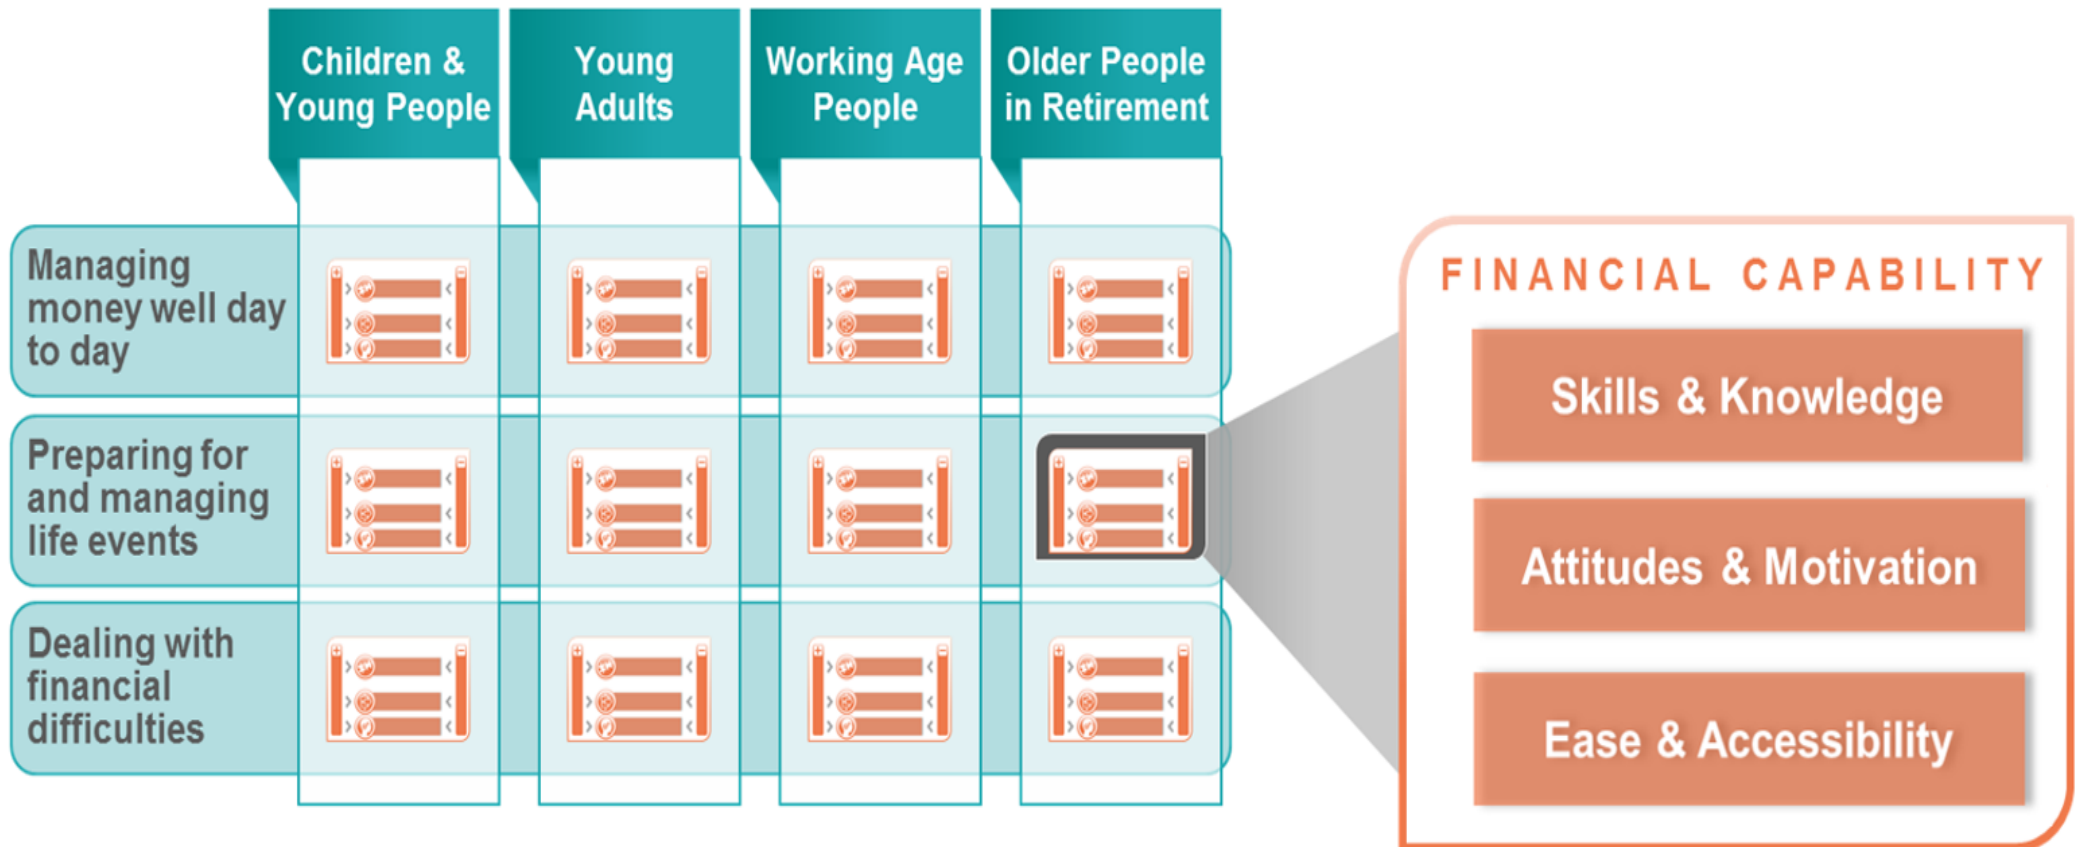 Children &
Young People
Young
Adults
Working Age
People
Older People
in Retirement
Managing
money well day
to day
Preparing for
and managing
life events
Dealing with
financial
difficulties
FINANCIAL CAPABILITY
Skills & Knowledge
Attitudes & Motivation
Ease & Accessibility